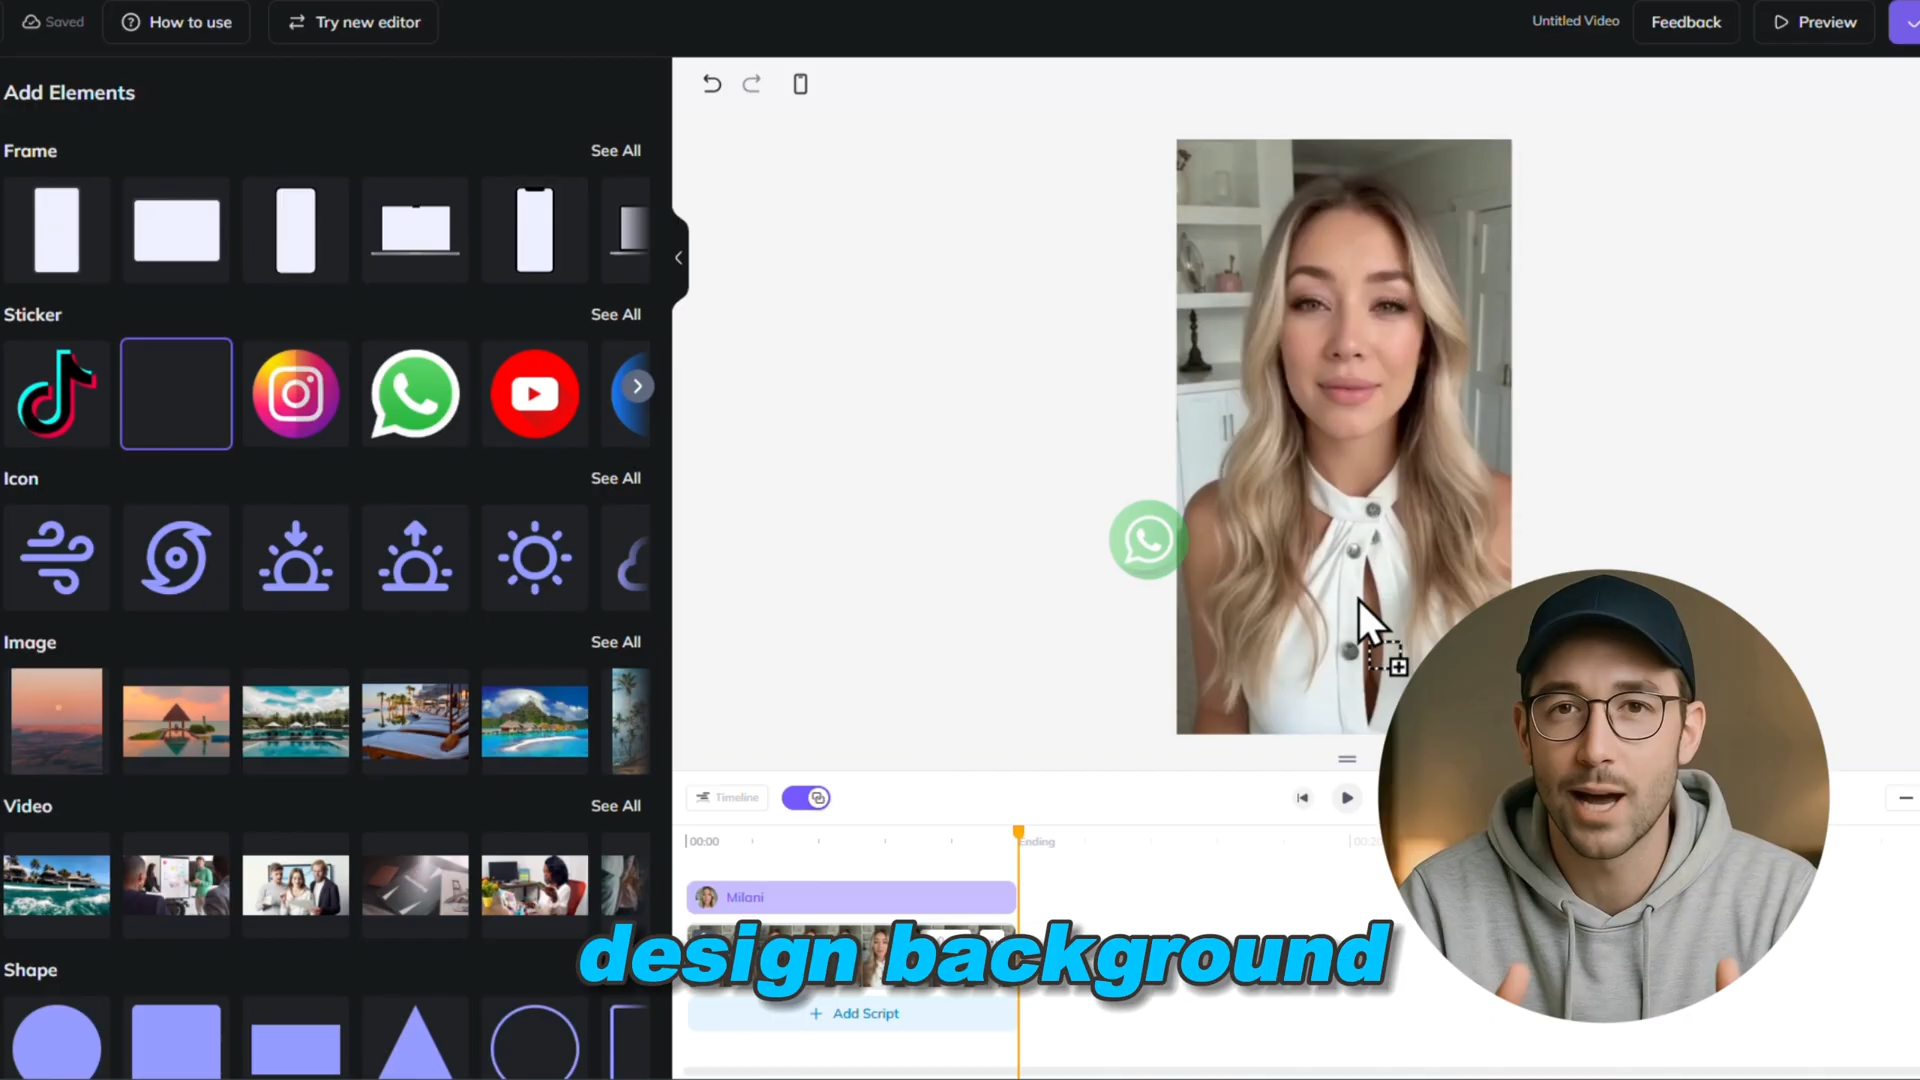 Saved
How to use
Try new editor
Untitled Video
Feedback
Preview
Add Elements
Frame
See All
Sticker
See All
Icon
See All
Image
See All
Video
See All
Shape
Timeline
00:00
Ending
Milani
design background
+ Add Script